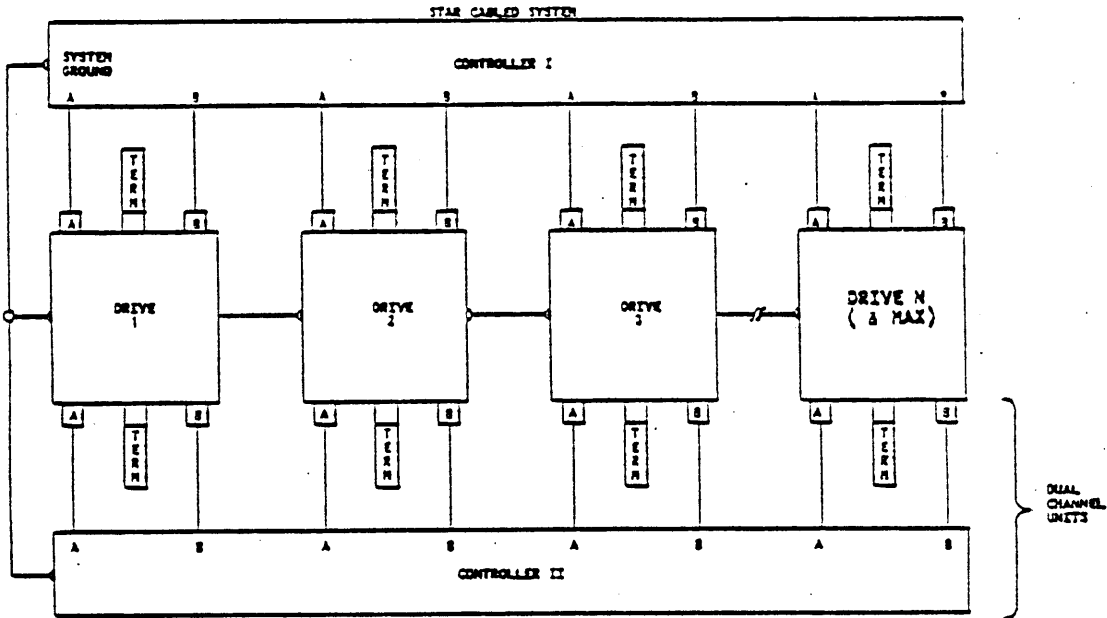 STAR CABLED SYSTEM
SYSTEM
GROUND
CONTROLLER I
A B A B A B A B
TERM TERM TERM TERM
A B A B A B A B
DRIVE
1
DRIVE
2
DRIVE
3
DRIVE N
( MAX)
A B A B A B A B
TERM TERM TERM TERM
A B A B A B A B
CONTROLLER II
DUAL
CHANNEL
UNITS